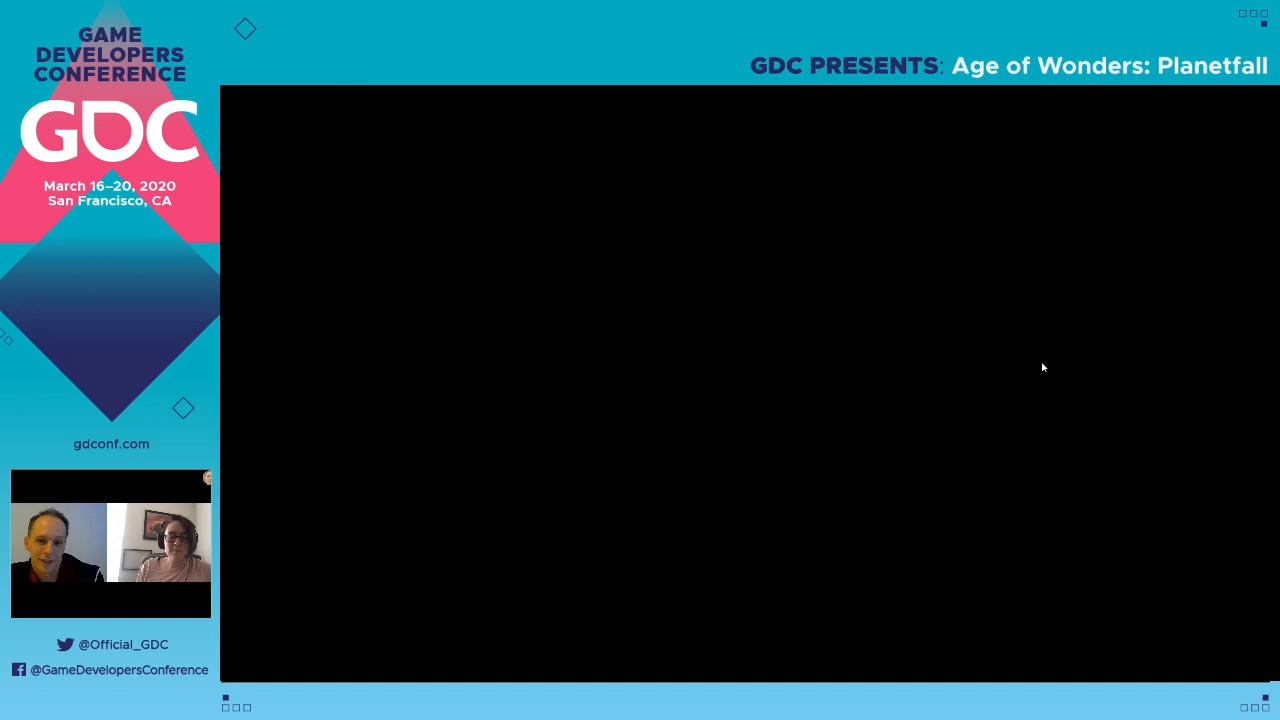 GAME
DEVELOPERS
CONFERENCE
GDC
March 16–20, 2020
San Francisco, CA
gdconf.com
@Official_GDC
@GameDevelopersConference
GDC PRESENTS: Age of Wonders: Planetfall